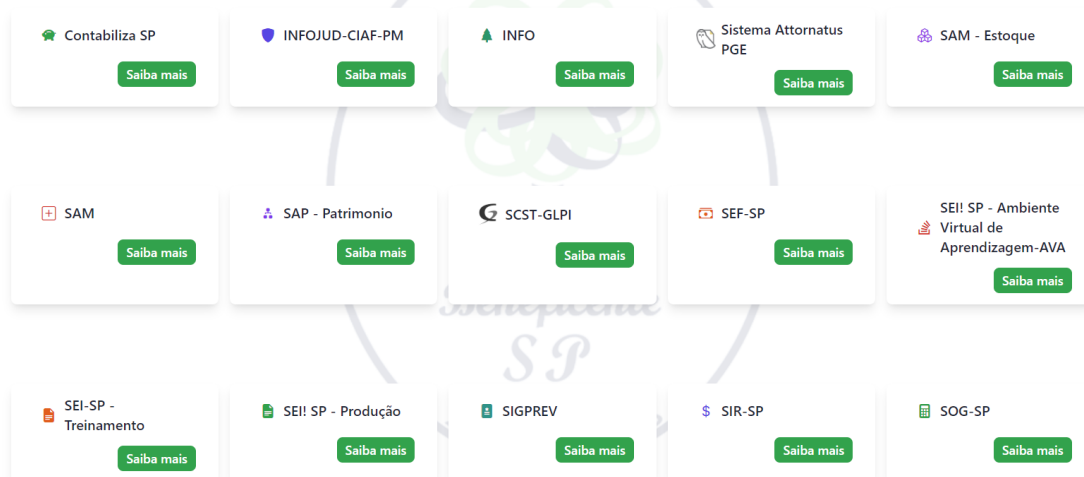 Contabiliza SP
Saiba mais
INFOJUD-CIAF-PM
Saiba mais
INFO
Saiba mais
Sistema Attornatus
PGE
Saiba mais
SAM - Estoque
Saiba mais
SAM
Saiba mais
SAP - Patrimonio
Saiba mais
SCST-GLPI
Saiba mais
SEF-SP
Saiba mais
SEI! SP - Ambiente
Virtual de
Aprendizagem-AVA
Saiba mais
Beneficente
SP
SEI-SP -
Treinamento
Saiba mais
SEI! SP - Produção
Saiba mais
SIGPREV
Saiba mais
$ SIR-SP
Saiba mais
SOG-SP
Saiba mais